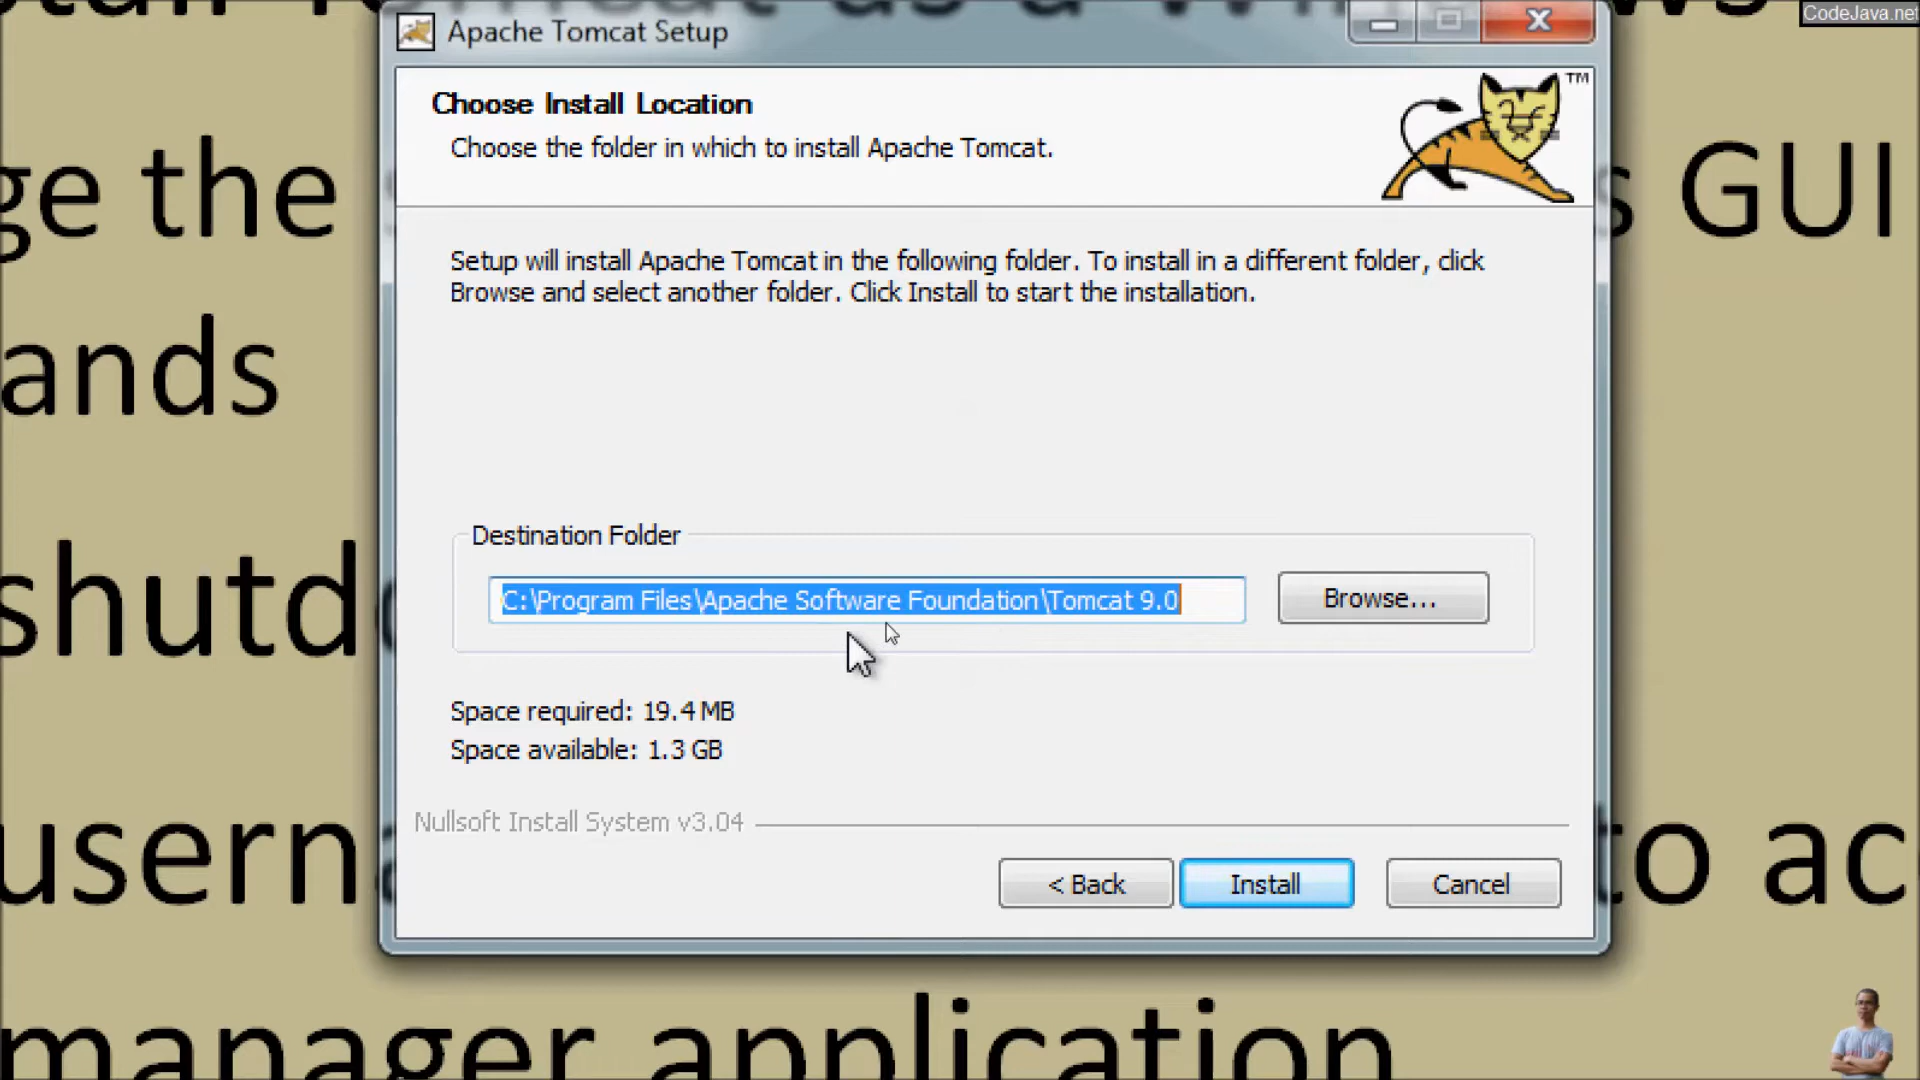 CodeJava.net
Apache Tomcat Setup
Choose Install Location
TM
Choose the folder in which to install Apache Tomcat.
ge the
s GUI
Setup will install Apache Tomcat in the following folder. To install in a different folder, click
Browse and select another folder. Click Install to start the installation.
ands
Destination Folder
C:\Program Files\Apache Software Foundation\Tomcat 9.0
Browse...
shutd
Space required: 19.4 MB
Space available: 1.3 GB
Nullsoft Install System v3.04
userna
to ac
< Back
Install
Cancel
manager application